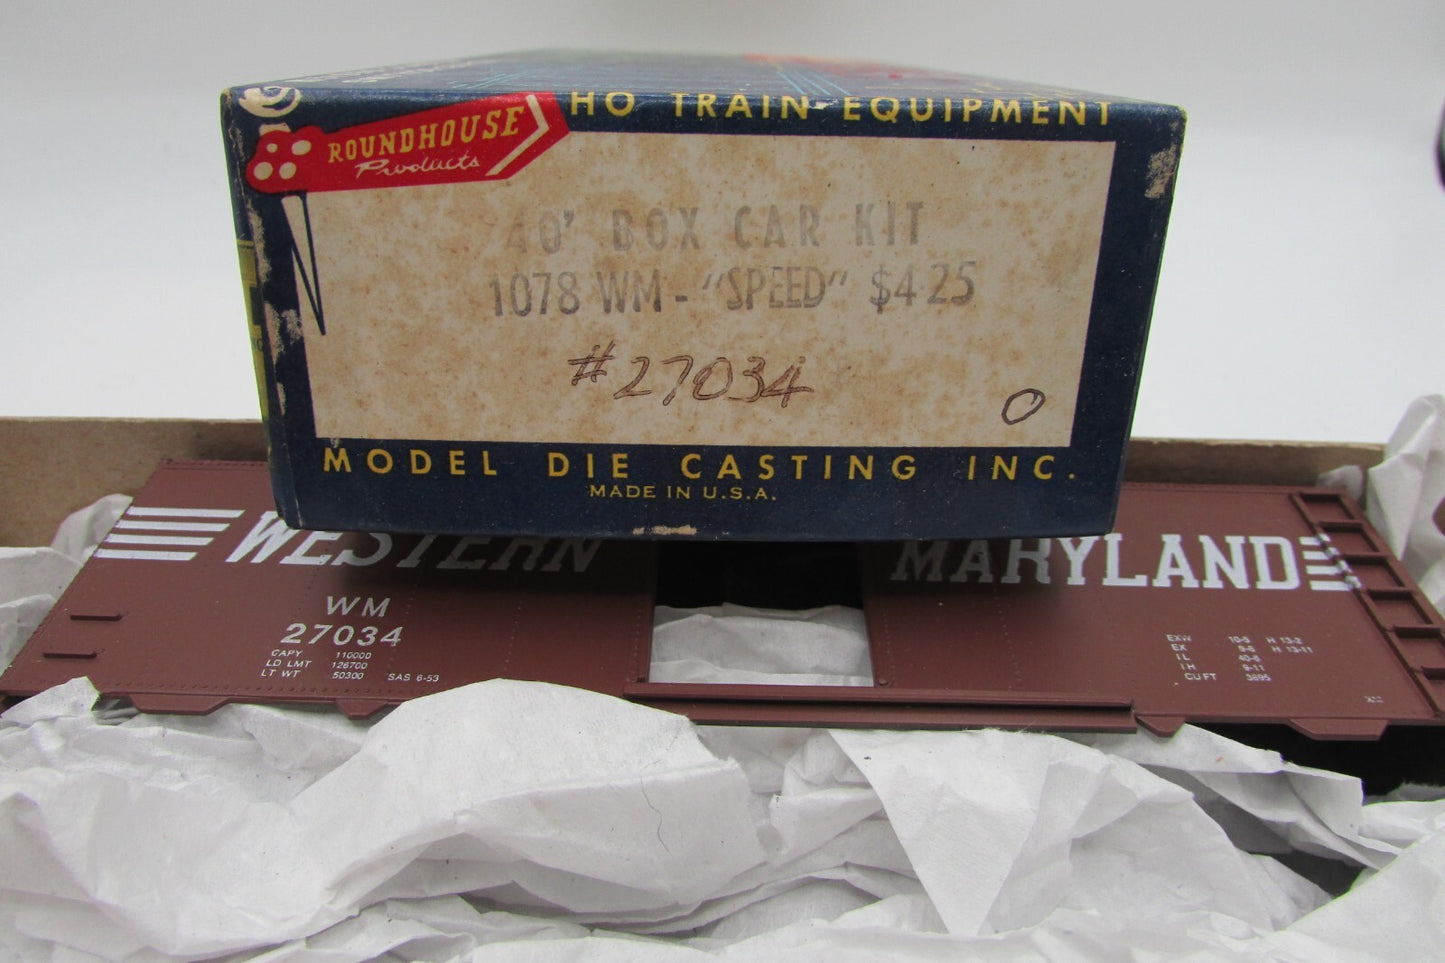 HO TRAIN EQUIPMENT
ROUNDHOUSE
Products
40' BOX CAR KIT
1078 WM - "SPEED" $4.25
#27034
O
MODEL DIE CASTING INC.
MADE IN U.S.A.
WESTERN MARYLAND
WM
27034
CAPY 110000
LD LMT 126700
LT WT 50300 SAS 6-53
EXW 10-5 H 13-2
EX 9-6 H 13-11
IL 40-6
IH 9-11
CU FT 3895